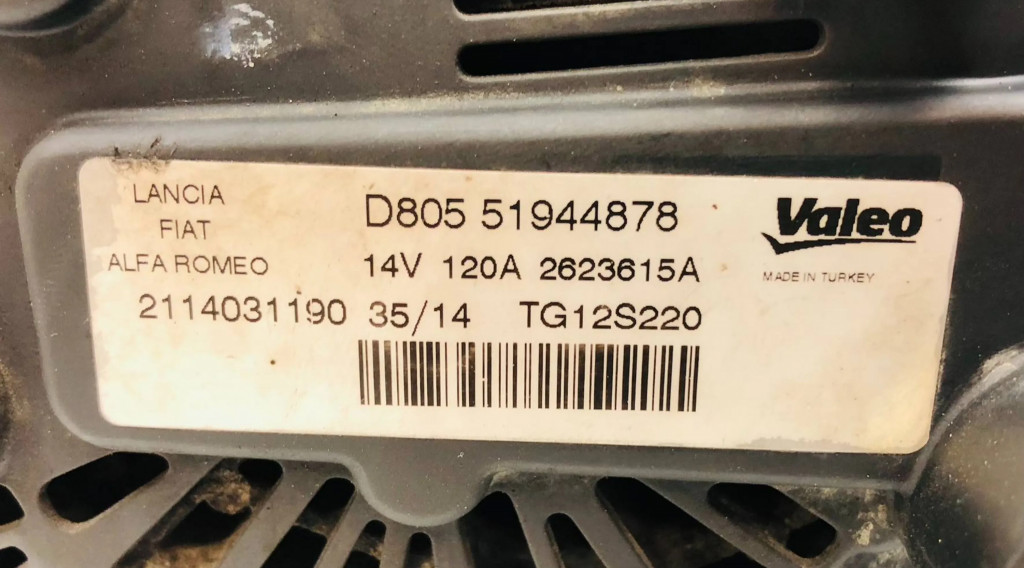 LANCIA
FIAT
ALFA ROMEO
D805 51944878
14V 120A 2623615A
2114031190 35/14 TG12S220
Valeo
MADE IN TURKEY